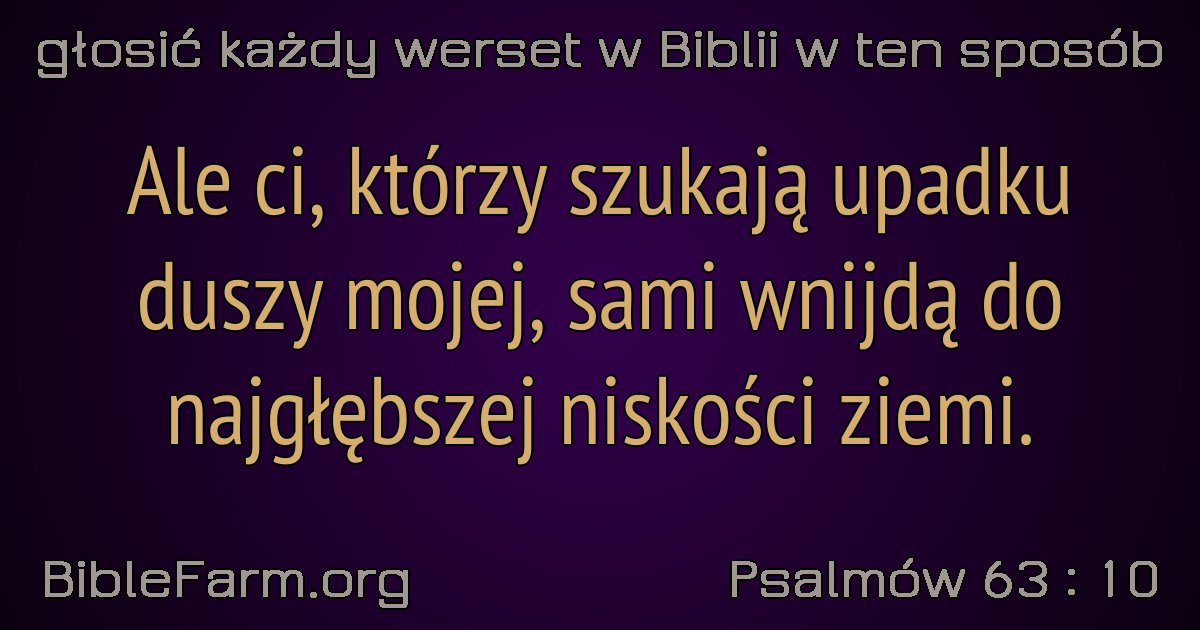 głosić każdy werset w Biblii w ten sposób
Ale ci, którzy szukają upadku
duszy mojej, sami wnijdą do
najgłębszej niskości ziemi.
BibleFarm.org
Psalmów 63 : 10